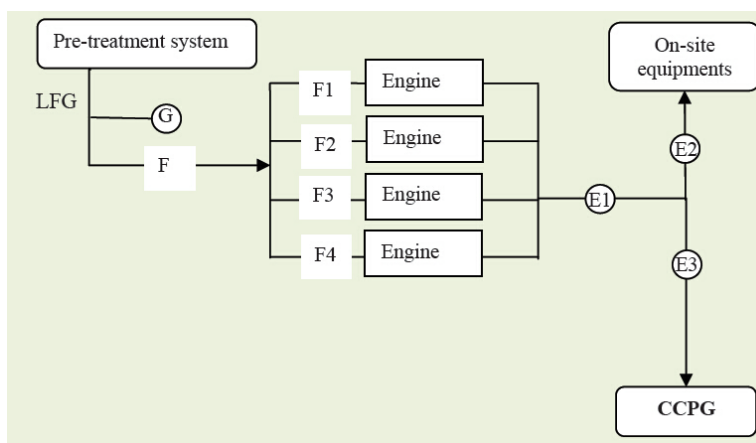 Pre-treatment system
On-site
equipments
LFG
G
F
F1
Engine
F2
Engine
F3
Engine
F4
Engine
E1
E2
E3
CCPG